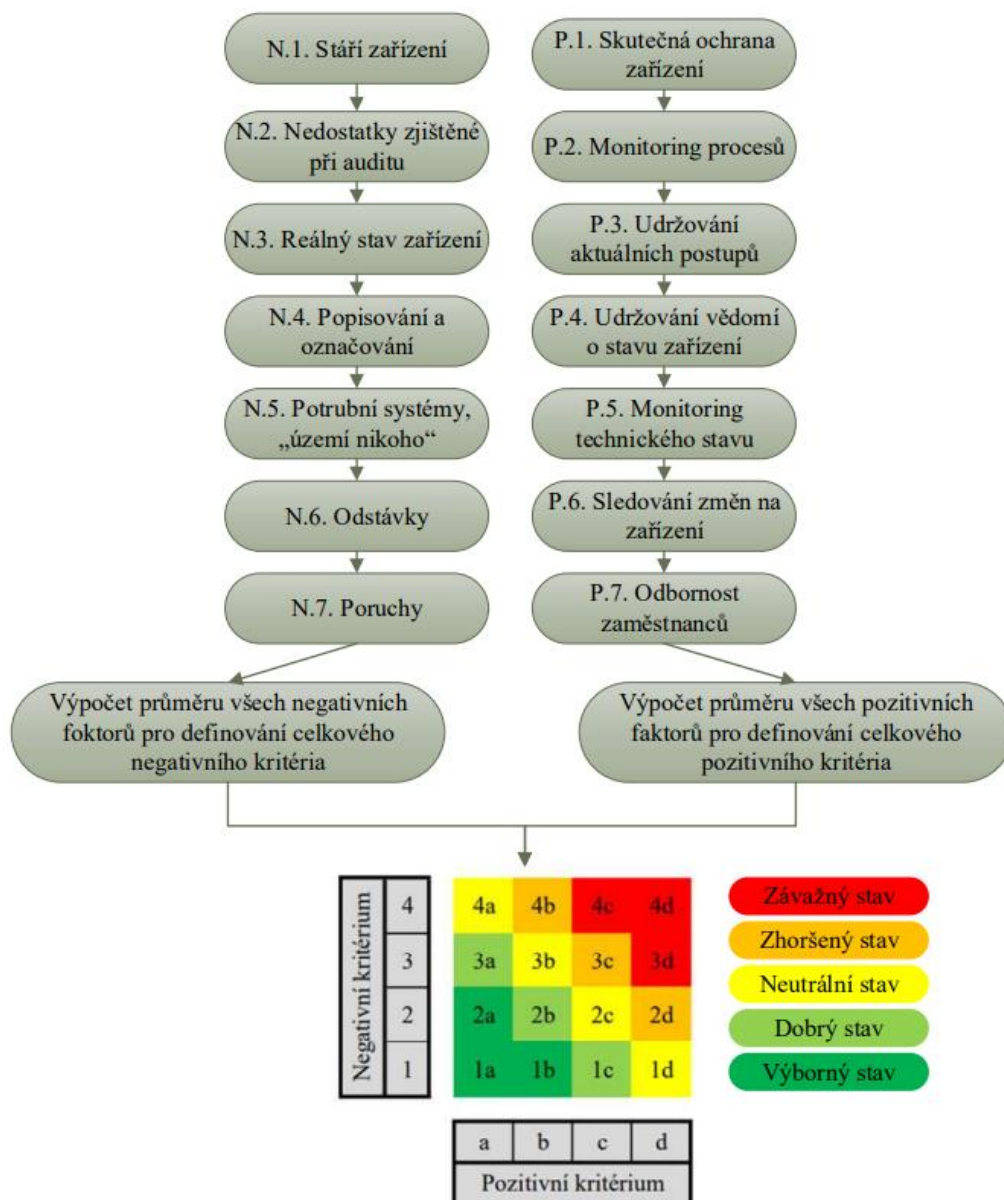 N.1. Stáří zařízení
N.2. Nedostatky zjištěné
při auditu
N.3. Reálný stav zařízení
N.4. Popisování a
označování
N.5. Potrubní systémy,
„území nikoho“
N.6. Odstávky
N.7. Poruchy
Výpočet průměru všech negativních
foktorů pro definování celkového
negativního kritéria
P.1. Skutečná ochrana
zařízení
P.2. Monitoring procesů
P.3. Udržování
aktuálních postupů
P.4. Udržování vědomí
o stavu zařízení
P.5. Monitoring
technického stavu
P.6. Sledování změn na
zařízení
P.7. Odbornost
zaměstnanců
Výpočet průměru všech pozitivních
faktorů pro definování celkového
pozitivního kritéria
Negativní kritérium
4 4a 4b 4c 4d
3 3a 3b 3c 3d
2 2a 2b 2c 2d
1 1a 1b 1c 1d
a b c d
Pozitivní kritérium
Závažný stav
Zhoršený stav
Neutrální stav
Dobrý stav
Výborný stav